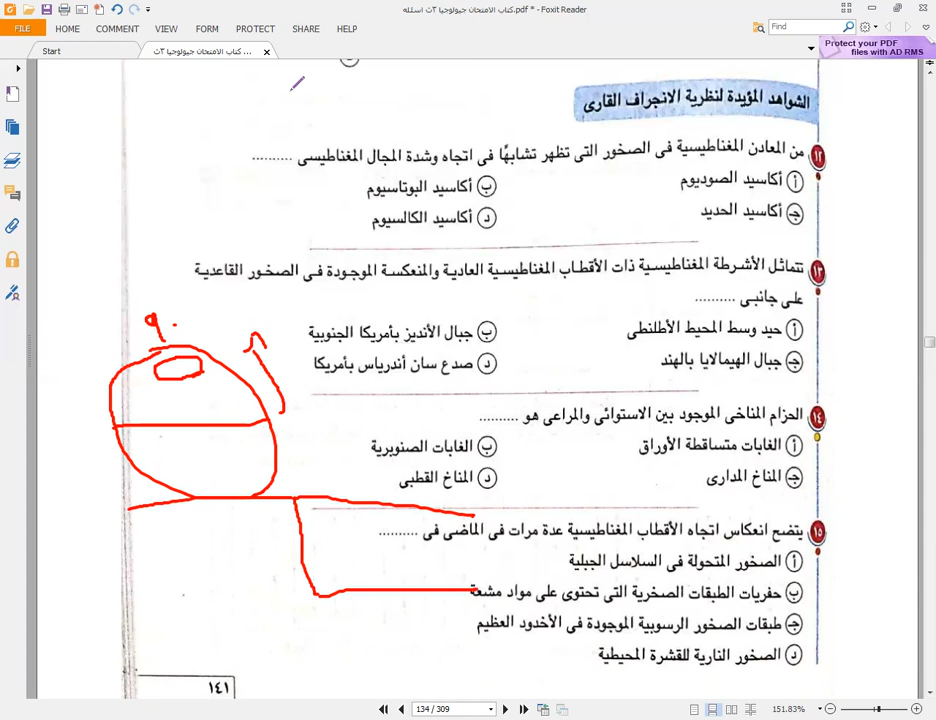 كتاب الامتحان جيولوجيا ٣ث اسئله.pdf * - Foxit Reader
FILE HOME COMMENT VIEW FORM PROTECT SHARE HELP
Find
Start
كتاب الامتحان جيولوجيا ٣ث ...
Protect your PDF
files with AD RMS
الشواهد المؤيدة لنظرية الانجراف القارى
١٢ من المعادن المغناطيسية فى الصخور التى تظهر تشابهًا فى اتجاه وشدة المجال المغناطيسى ..........
أ أكاسيد الصوديوم
ب أكاسيد البوتاسيوم
ج أكاسيد الحديد
د أكاسيد الكالسيوم
١٣ تتماثل الأشرطة المغناطيسية ذات الأقطاب المغناطيسية العادية والمنعكسة الموجودة فى الصخور القاعدية
على جانبى ..........
أ حيد وسط المحيط الأطلنطى
ب جبال الأنديز بأمريكا الجنوبية
ج جبال الهيمالايا بالهند
د صدع سان أندرياس بأمريكا
١٤ الحزام المناخى الموجود بين الاستوائى والمراعى هو ..........
أ الغابات متساقطة الأوراق
ب الغابات الصنوبرية
ج المناخ المدارى
د المناخ القطبى
١٥ يتضح انعكاس اتجاه الأقطاب المغناطيسية عدة مرات فى الماضى فى ..........
أ الصخور المتحولة فى السلاسل الجبلية
ب حفريات الطبقات الصخرية التى تحتوى على مواد مشعة
ج طبقات الصخور الرسوبية الموجودة فى الأخدود العظيم
د الصخور النارية للقشرة المحيطية
٩٠
١٤١
134 / 309
151.83%